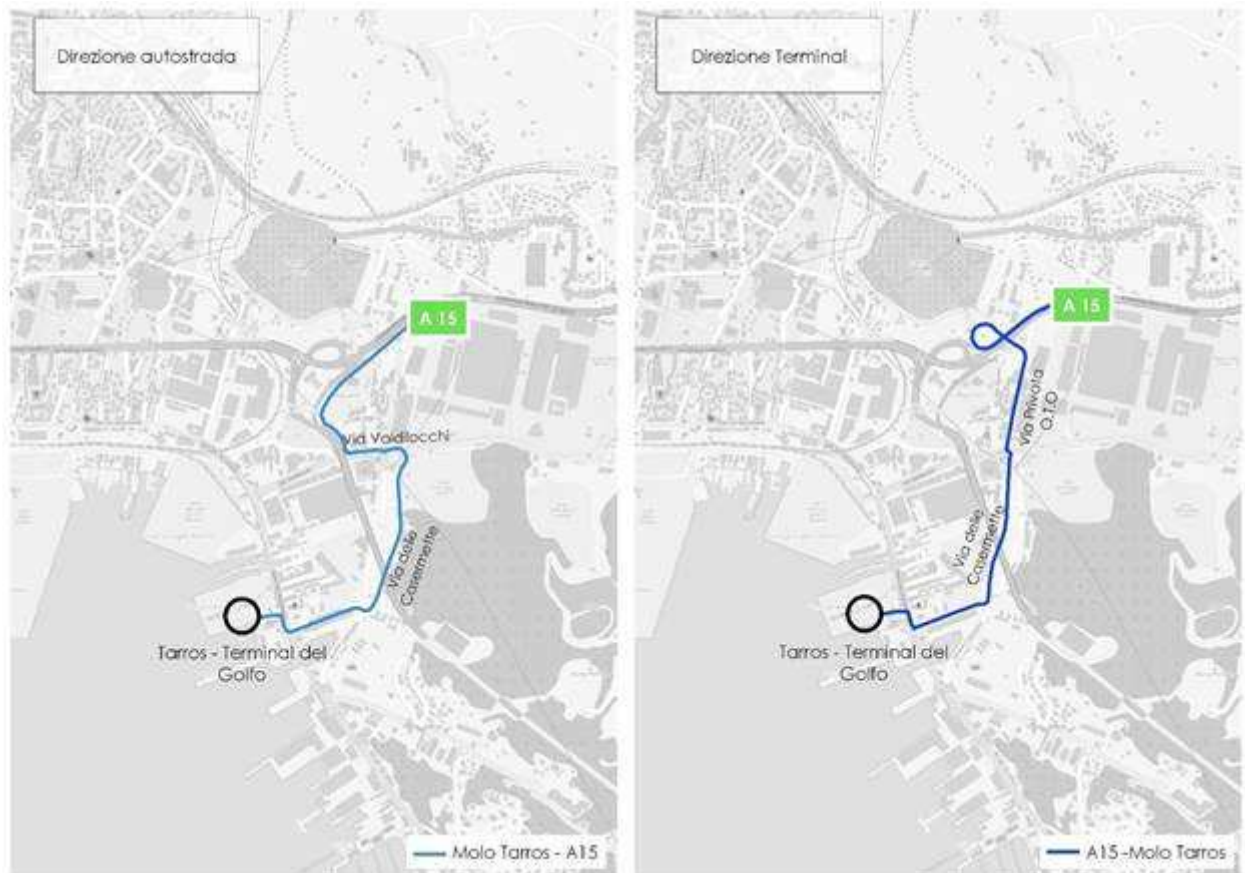 Direzione autostrada
A 15
Via Valdilocchi
Via delle
Casermette
Tarros - Terminal del
Golfo
Molo Tarros - A15
Direzione Terminal
A 15
Via Privata
O.T.O
Via delle
Casermette
Tarros - Terminal del
Golfo
A15 -Molo Tarros